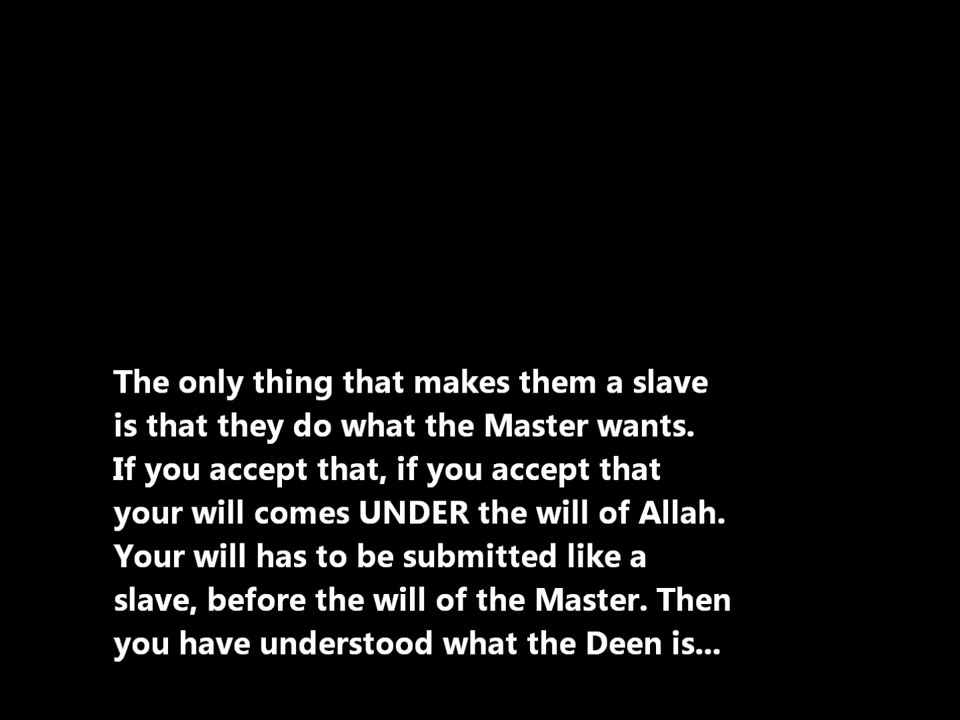 The only thing that makes them a slave
is that they do what the Master wants.
If you accept that, if you accept that
your will comes UNDER the will of Allah.
Your will has to be submitted like a
slave, before the will of the Master. Then
you have understood what the Deen is...